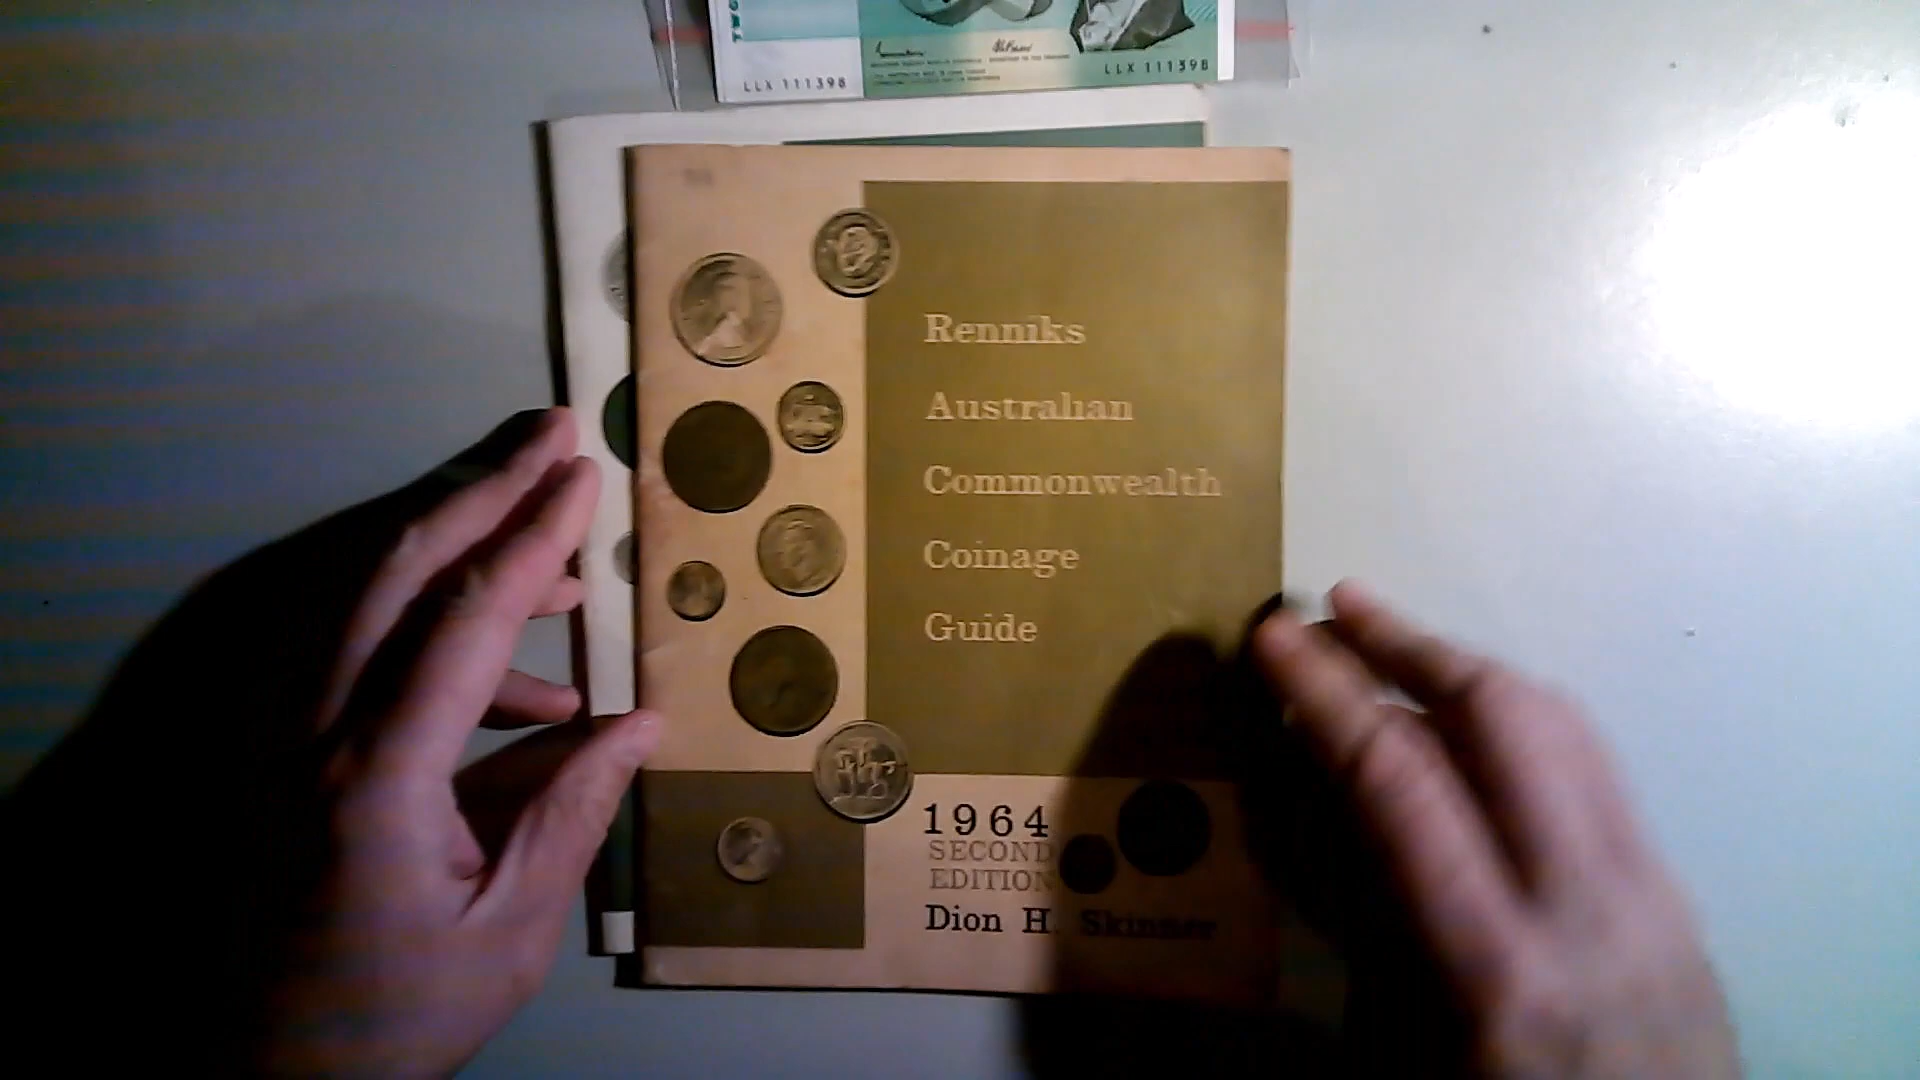 LLX 111398
LLX 111398
Renniks
Australian
Commonwealth
Coinage
Guide
1964
SECOND
EDITION
Dion H. Skinner